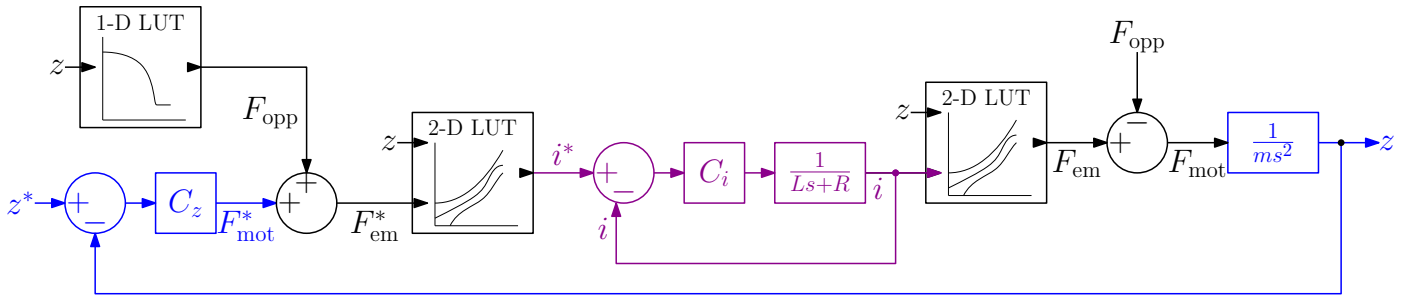 1-D LUT
z
F_opp
z*
+
−
C_z
F*_mot
+
+
F*_em
2-D LUT
z
i*
+
−
i
C_i
1
Ls+R
i
2-D LUT
z
F_em
F_opp
−
+
F_mot
1
ms²
z